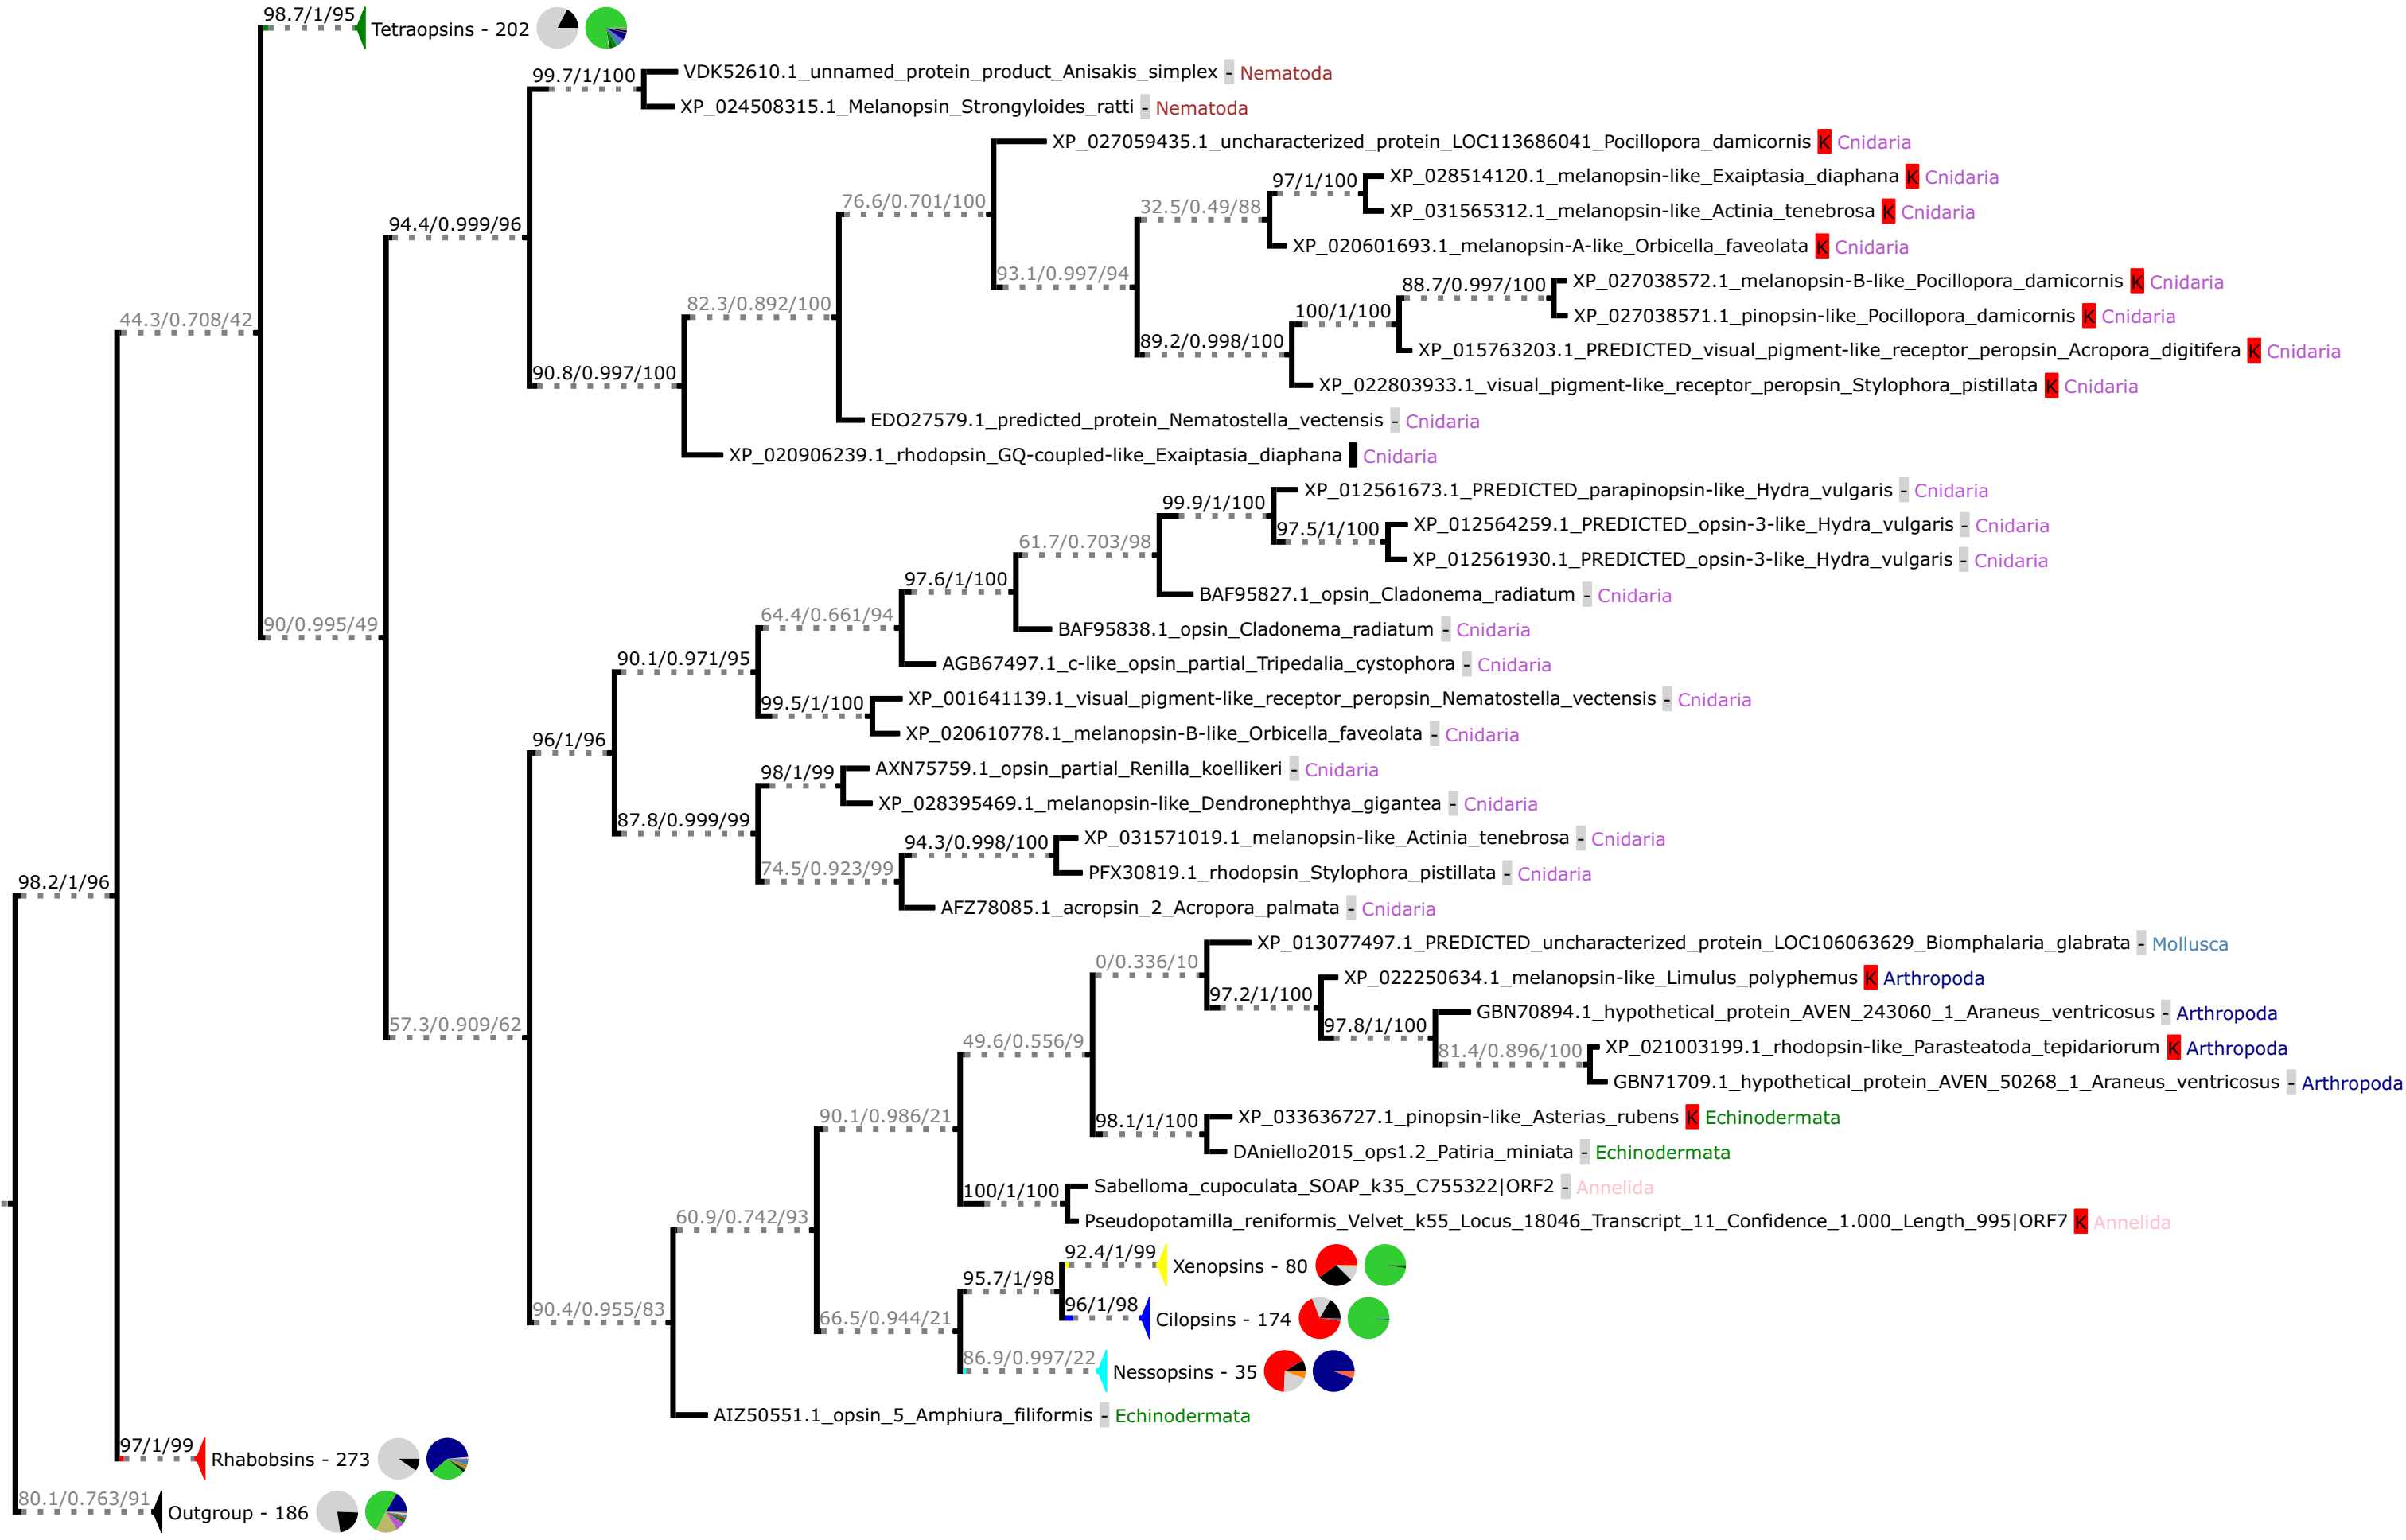 98.7/1/95
Tetraopsins - 202
99.7/1/100
VDK52610.1_unnamed_protein_product_Anisakis_simplex - Nematoda
XP_024508315.1_Melanopsin_Strongyloides_ratti - Nematoda
XP_027059435.1_uncharacterized_protein_LOC113686041_Pocillopora_damicornis K Cnidaria
97/1/100
XP_028514120.1_melanopsin-like_Exaiptasia_diaphana K Cnidaria
76.6/0.701/100
32.5/0.49/88
XP_031565312.1_melanopsin-like_Actinia_tenebrosa K Cnidaria
94.4/0.999/96
XP_020601693.1_melanopsin-A-like_Orbicella_faveolata K Cnidaria
93.1/0.997/94
88.7/0.997/100
XP_027038572.1_melanopsin-B-like_Pocillopora_damicornis K Cnidaria
82.3/0.892/100
100/1/100
XP_027038571.1_pinopsin-like_Pocillopora_damicornis K Cnidaria
44.3/0.708/42
89.2/0.998/100
XP_015763203.1_PREDICTED_visual_pigment-like_receptor_peropsin_Acropora_digitifera K Cnidaria
90.8/0.997/100
XP_022803933.1_visual_pigment-like_receptor_peropsin_Stylophora_pistillata K Cnidaria
EDO27579.1_predicted_protein_Nematostella_vectensis - Cnidaria
XP_020906239.1_rhodopsin_GQ-coupled-like_Exaiptasia_diaphana Cnidaria
99.9/1/100
XP_012561673.1_PREDICTED_parapinopsin-like_Hydra_vulgaris - Cnidaria
97.5/1/100
XP_012564259.1_PREDICTED_opsin-3-like_Hydra_vulgaris - Cnidaria
61.7/0.703/98
XP_012561930.1_PREDICTED_opsin-3-like_Hydra_vulgaris - Cnidaria
97.6/1/100
BAF95827.1_opsin_Cladonema_radiatum - Cnidaria
90/0.995/49
64.4/0.661/94
BAF95838.1_opsin_Cladonema_radiatum - Cnidaria
90.1/0.971/95
AGB67497.1_c-like_opsin_partial_Tripedalia_cystophora - Cnidaria
99.5/1/100
XP_001641139.1_visual_pigment-like_receptor_peropsin_Nematostella_vectensis - Cnidaria
96/1/96
XP_020610778.1_melanopsin-B-like_Orbicella_faveolata - Cnidaria
98/1/99
AXN75759.1_opsin_partial_Renilla_koellikeri - Cnidaria
87.8/0.999/99
XP_028395469.1_melanopsin-like_Dendronephthya_gigantea - Cnidaria
94.3/0.998/100
XP_031571019.1_melanopsin-like_Actinia_tenebrosa - Cnidaria
98.2/1/96
74.5/0.923/99
PFX30819.1_rhodopsin_Stylophora_pistillata - Cnidaria
AFZ78085.1_acropsin_2_Acropora_palmata - Cnidaria
0/0.336/10
XP_013077497.1_PREDICTED_uncharacterized_protein_LOC106063629_Biomphalaria_glabrata - Mollusca
97.2/1/100
XP_022250634.1_melanopsin-like_Limulus_polyphemus K Arthropoda
57.3/0.909/62
97.8/1/100
GBN70894.1_hypothetical_protein_AVEN_243060_1_Araneus_ventricosus - Arthropoda
49.6/0.556/9
81.4/0.896/100
XP_021003199.1_rhodopsin-like_Parasteatoda_tepidariorum K Arthropoda
GBN71709.1_hypothetical_protein_AVEN_50268_1_Araneus_ventricosus - Arthropoda
90.1/0.986/21
98.1/1/100
XP_033636727.1_pinopsin-like_Asterias_rubens K Echinodermata
DAniello2015_ops1.2_Patiria_miniata - Echinodermata
100/1/100
Sabelloma_cupoculata_SOAP_k35_C755322|ORF2 - Annelida
60.9/0.742/93
Pseudopotamilla_reniformis_Velvet_k55_Locus_18046_Transcript_11_Confidence_1.000_Length_995|ORF7 K Annelida
92.4/1/99
Xenopsins - 80
95.7/1/98
90.4/0.955/83
66.5/0.944/21
96/1/98
Cilopsins - 174
86.9/0.997/22
Nessopsins - 35
AIZ50551.1_opsin_5_Amphiura_filiformis - Echinodermata
97/1/99
Rhabobsins - 273
80.1/0.763/91
Outgroup - 186